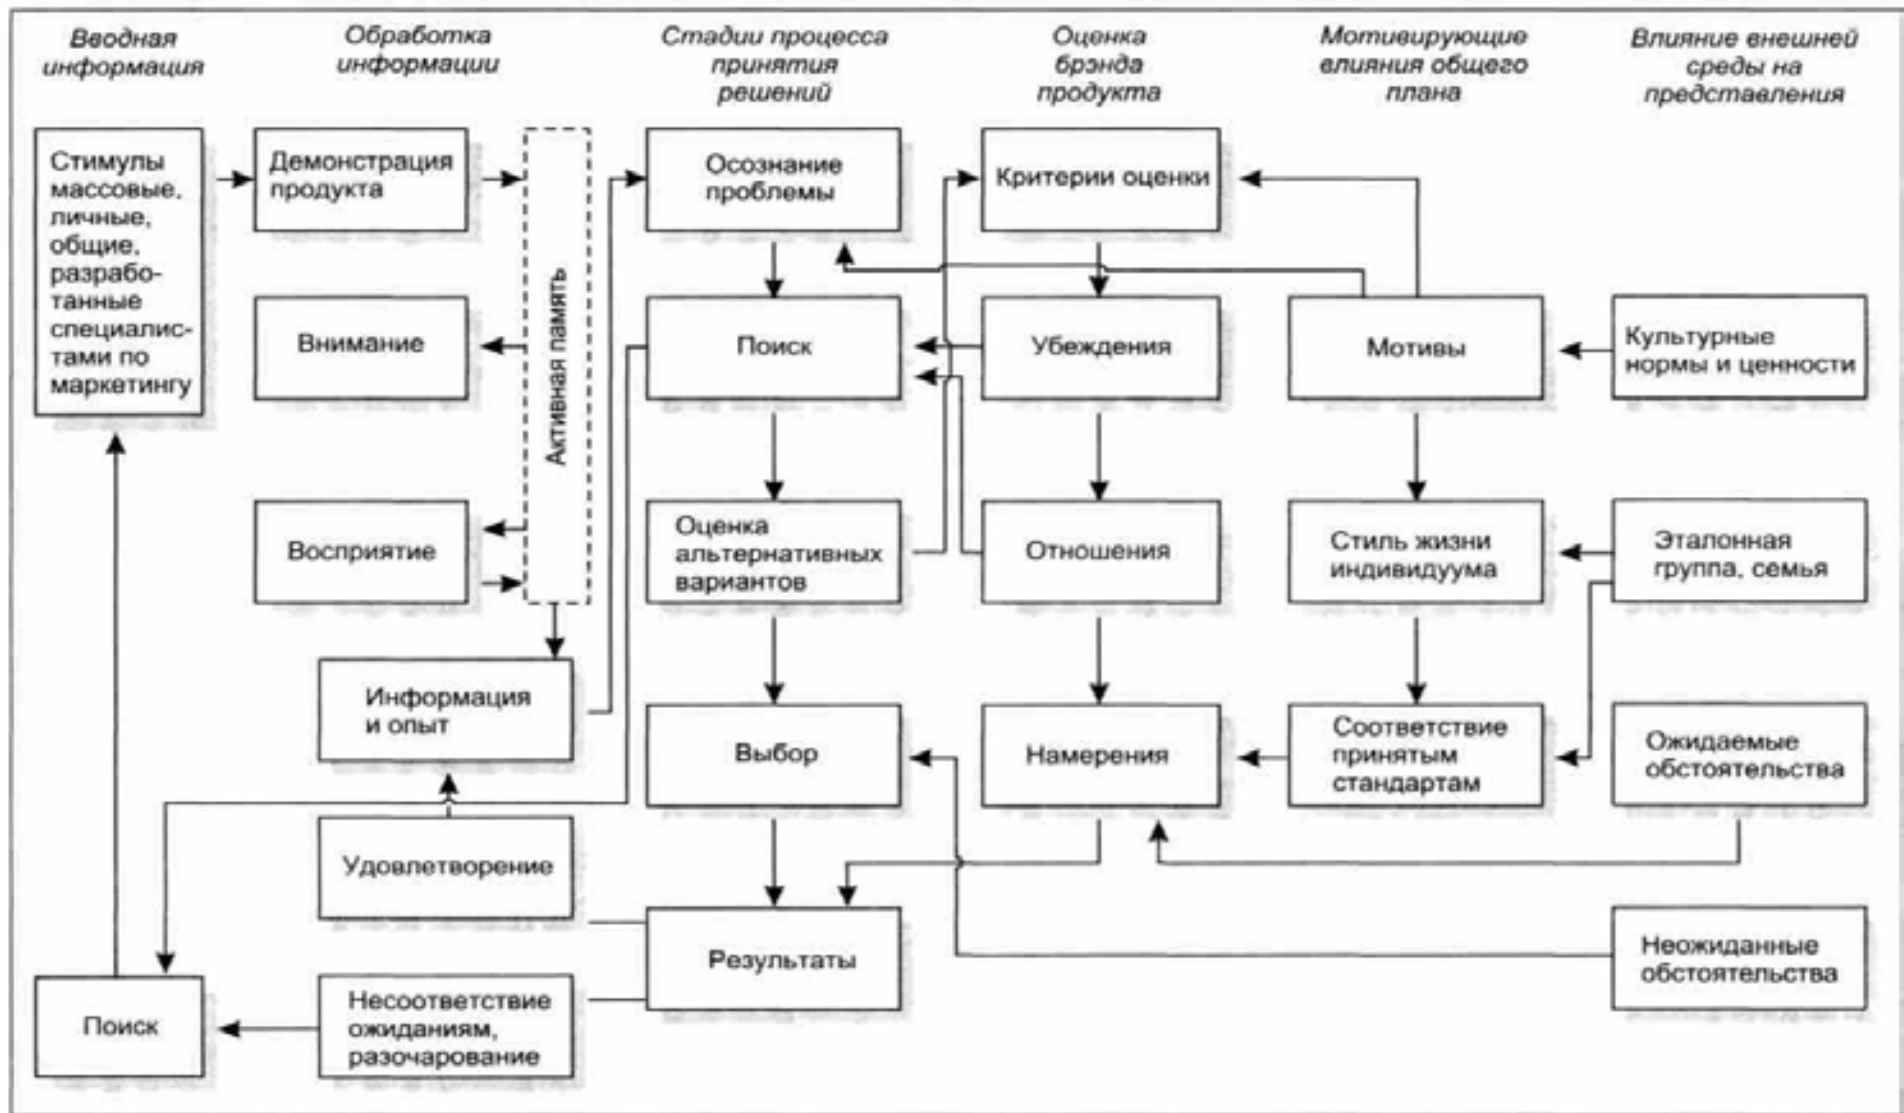 Вводная
информация
Обработка
информации
Стадии процесса
принятия
решений
Оценка
брэнда
продукта
Мотивирующие
влияния общего
плана
Влияние внешней
среды на
представления
Стимулы
массовые,
личные,
общие,
разрабо-
танные
специалис-
тами по
маркетингу
Демонстрация
продукта
Внимание
Восприятие
Активная память
Информация
и опыт
Удовлетворение
Несоответствие
ожиданиям,
разочарование
Поиск
Осознание
проблемы
Поиск
Оценка
альтернативных
вариантов
Выбор
Результаты
Критерии оценки
Убеждения
Отношения
Намерения
Мотивы
Стиль жизни
индивидуума
Соответствие
принятым
стандартам
Культурные
нормы и ценности
Эталонная
группа, семья
Ожидаемые
обстоятельства
Неожиданные
обстоятельства